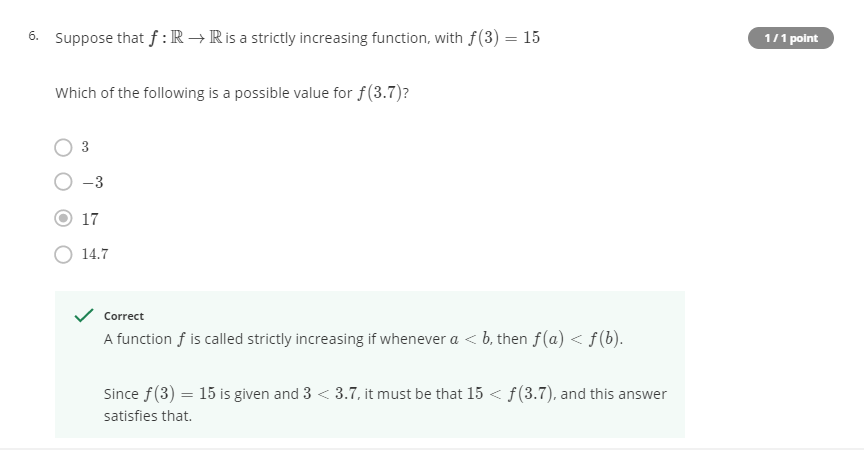 6. Suppose that f : ℝ → ℝ is a strictly increasing function, with f(3) = 15
1 / 1 point
Which of the following is a possible value for f(3.7)?
3
−3
17
14.7
Correct
A function f is called strictly increasing if whenever a < b, then f(a) < f(b).
Since f(3) = 15 is given and 3 < 3.7, it must be that 15 < f(3.7), and this answer
satisfies that.